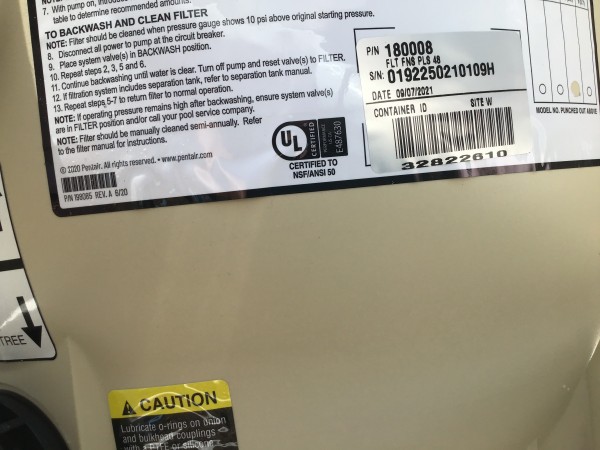 7. With pump on, introduc
table to determine recommended amounts.
TO BACKWASH AND CLEAN FILTER
NOTE: Filter should be cleaned when pressure gauge shows 10 psi above original starting pressure.
8. Disconnect all power to pump at the circuit breaker.
9. Place system valve(s) in BACKWASH position.
10. Repeat steps 2, 3, 5 and 6.
11. Continue backwashing until water is clear. Turn off pump and reset valve(s) to FILTER.
12. If filtration system includes separation tank, refer to separation tank manual.
13. Repeat steps 5-7 to return filter to normal operation.
NOTE: If operating pressure remains high after backwashing, ensure system valve(s)
are in FILTER position and/or call your pool service company.
NOTE: Filter should be manually cleaned semi-annually. Refer
to the filter manual for instructions.
© 2020 Pentair. All rights reserved. • www.pentair.com
P/N 198065 REV. A 6/20
UL
CERTIFIED
E487630
CERTIFIED TO
NSF/ANSI 50
P/N 180008
FLT FNS PLS 48
S/N: 0192250210109H
DATE 09/07/2021
CONTAINER ID SITE W
32822610
MODEL NO. PUNCHED OUT ABOVE
TREE
CAUTION
Lubricate o-rings on union
and bulkhead couplings
with a PTFE or silicone